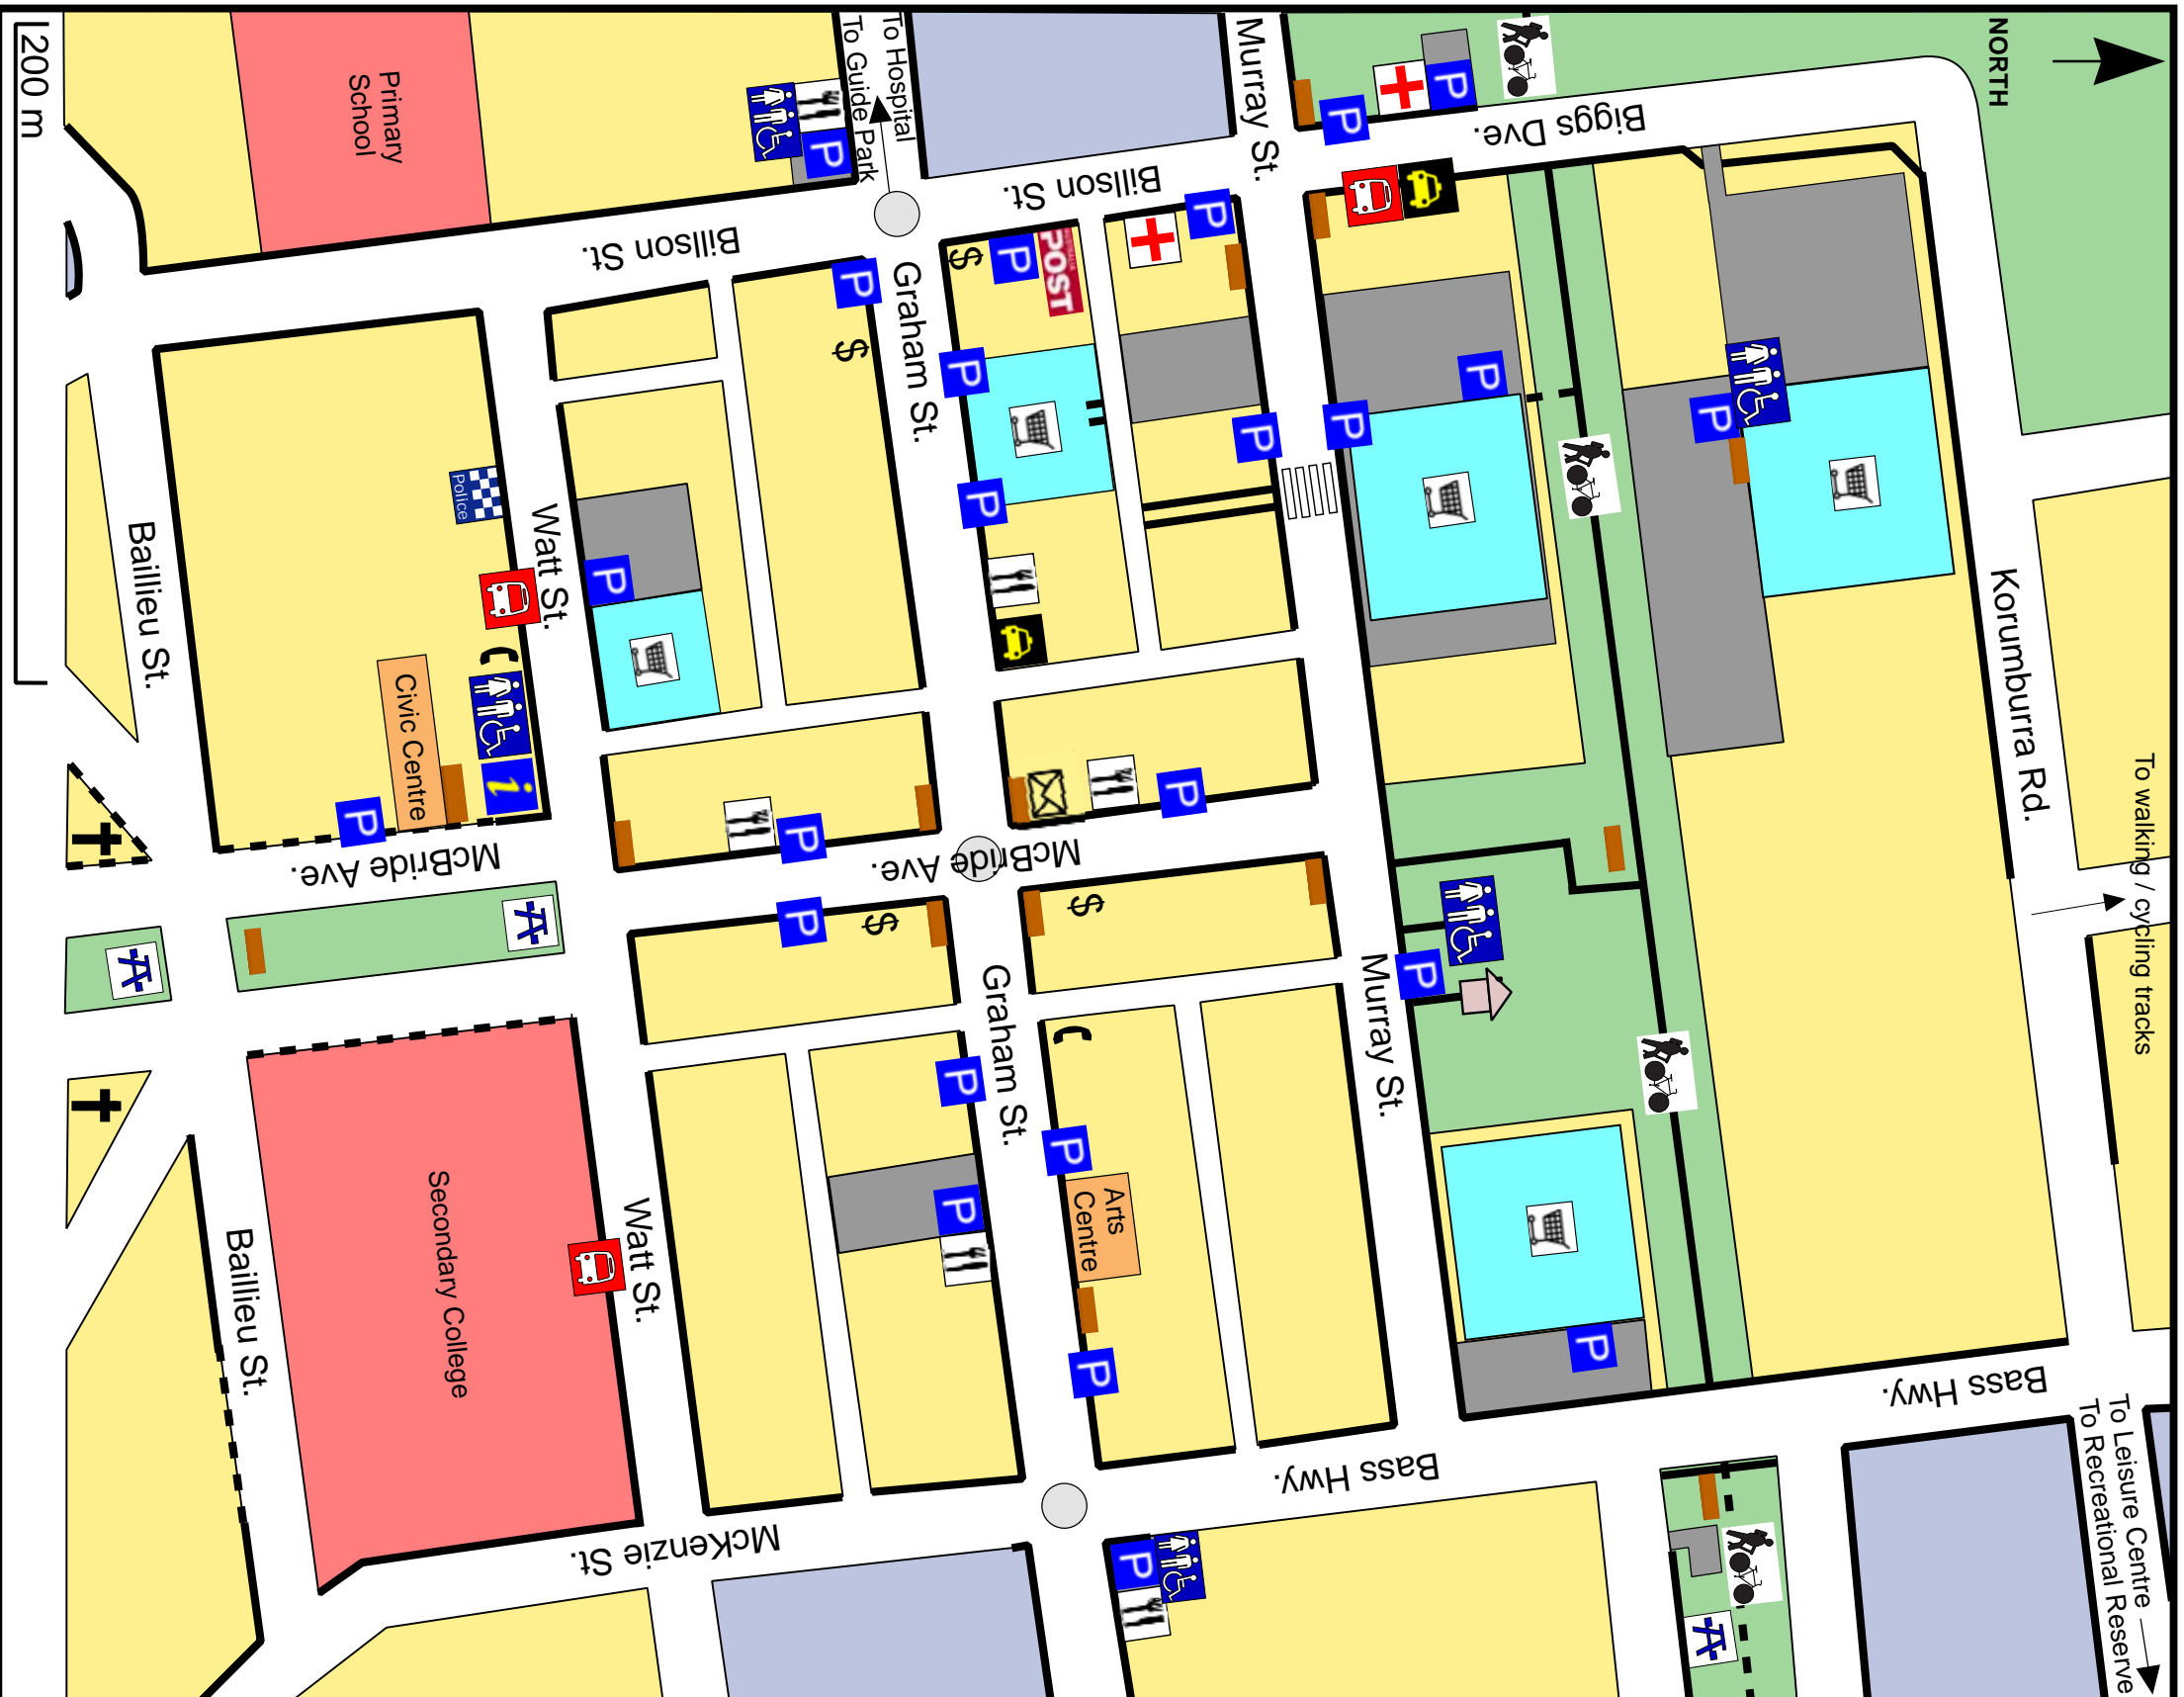 NORTH
200 m
Primary
School
To Hospital
To Guide Park
Murray St.
Biggs Dve.
Billson St.
Billson St.
P
P
P
P
P
P
$
POST
AUSTRALIA
$
Graham St.
P
P
P
P
P
P
P
P
Police
Watt St.
Baillieu St.
Korumburra Rd.
Civic Centre
i
P
P
P
McBride Ave.
McBride Ave.
To walking / cycling tracks
P
$
$
Graham St.
Murray St.
P
P
P
P
Arts
Centre
P
P
Secondary College
Watt St.
Baillieu St.
Bass Hwy.
Bass Hwy.
McKenzie St.
P
To Leisure Centre
To Recreational Reserve